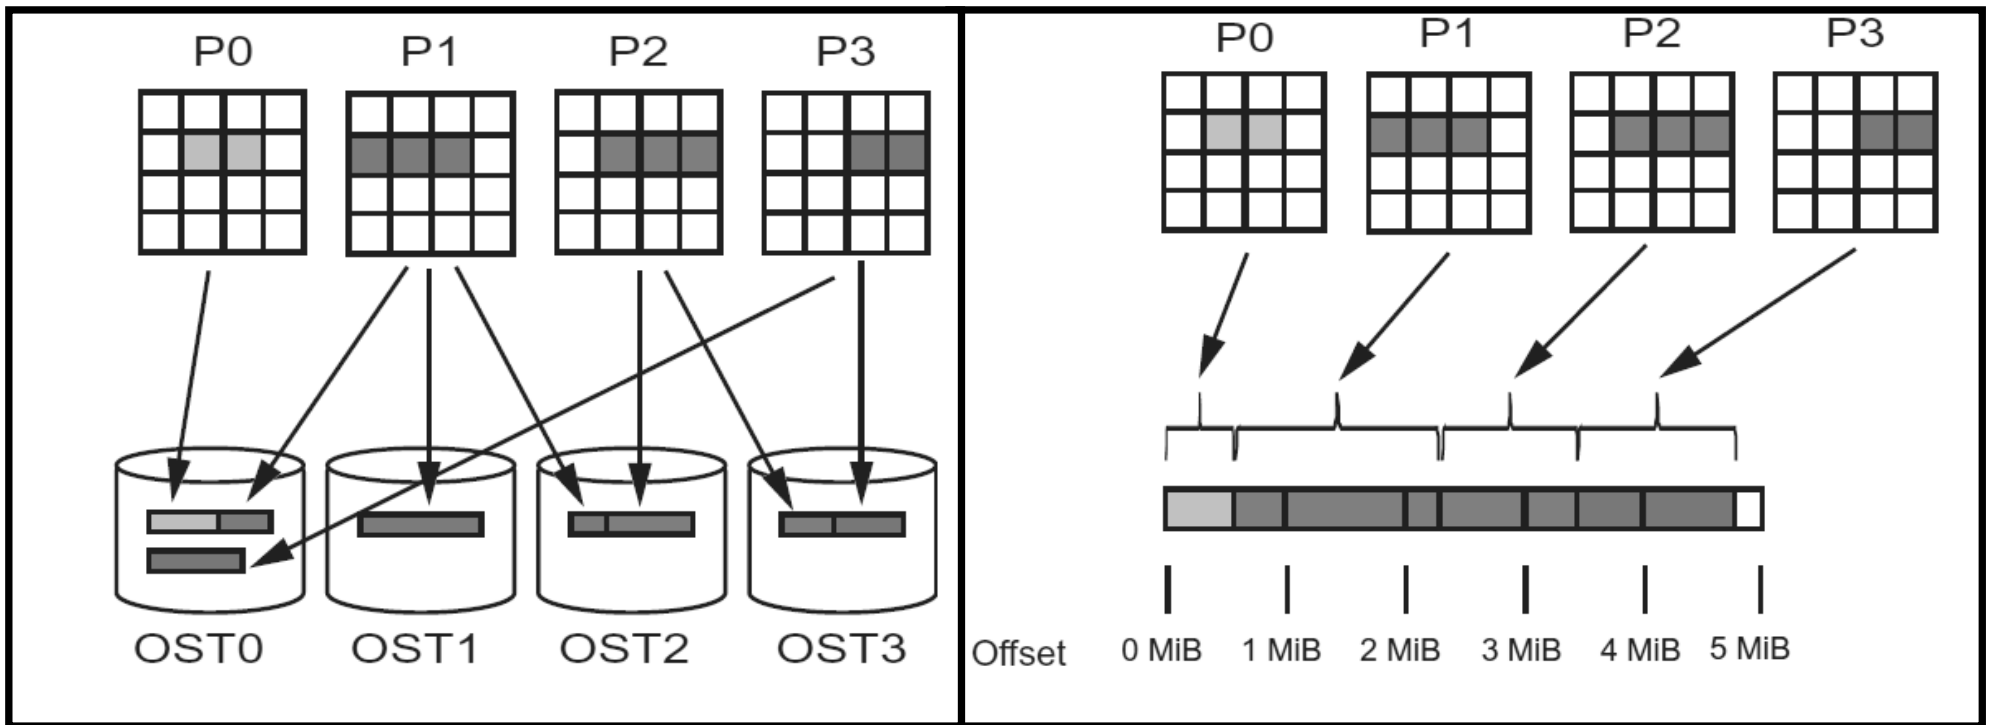 P0 P1 P2 P3
OST0 OST1 OST2 OST3
P0 P1 P2 P3
Offset 0 MiB 1 MiB 2 MiB 3 MiB 4 MiB 5 MiB